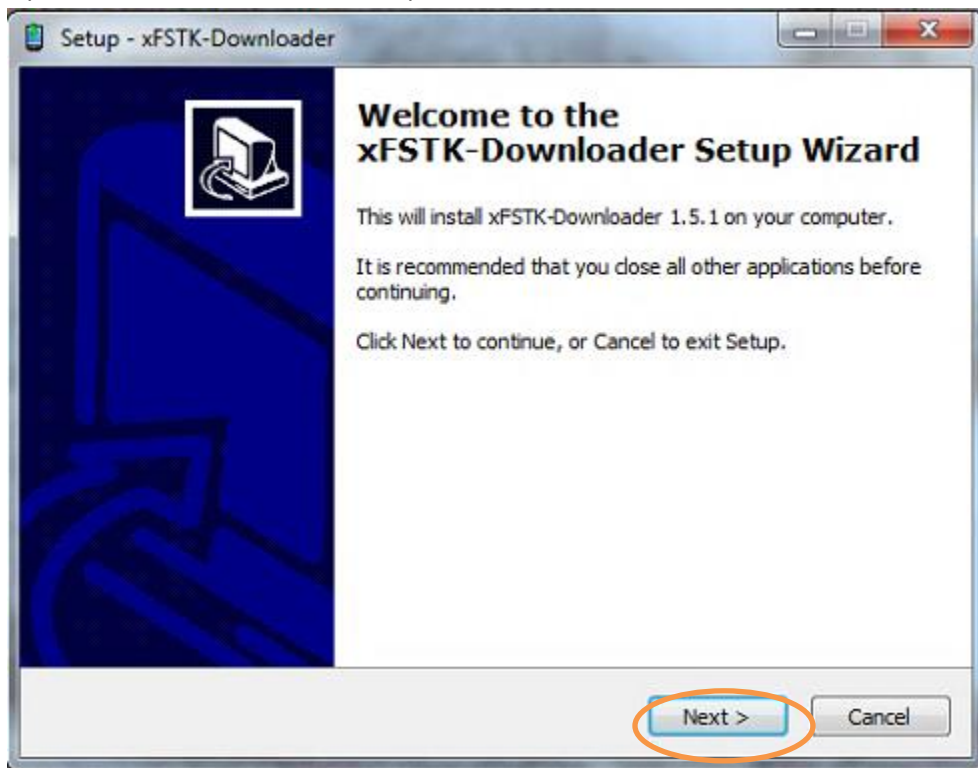 Setup - xFSTK-Downloader
Welcome to the
xFSTK-Downloader Setup Wizard
This will install xFSTK-Downloader 1.5.1 on your computer.
It is recommended that you close all other applications before
continuing.
Click Next to continue, or Cancel to exit Setup.
Next >
Cancel